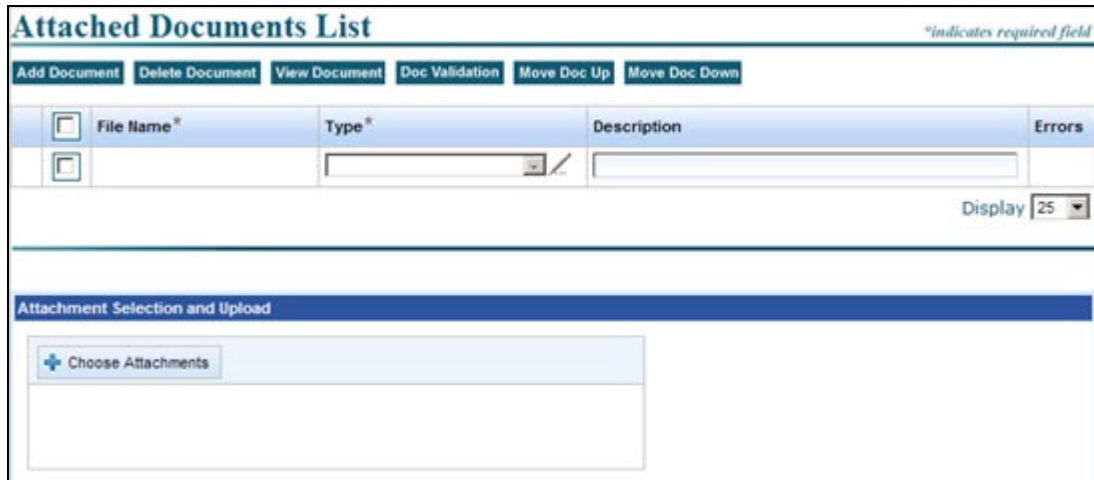 Attached Documents List
*indicates required field
Add Document Delete Document View Document Doc Validation Move Doc Up Move Doc Down
File Name* Type* Description Errors
Display 25
Attachment Selection and Upload
Choose Attachments